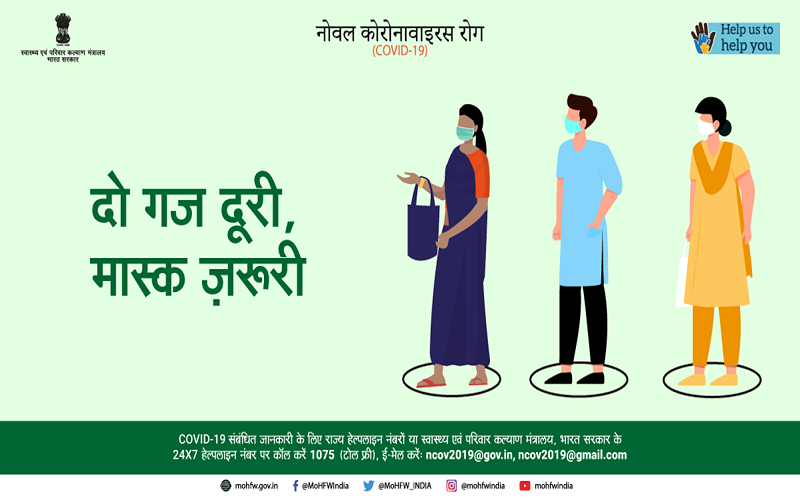 स्वास्थ्य एवं परिवार कल्याण मंत्रालय
भारत सरकार
नोवल कोरोनावाइरस रोग
(COVID-19)
Help us to
help you
दो गज दूरी,
मास्क ज़रूरी
COVID-19 संबंधित जानकारी के लिए राज्य हेल्पलाइन नंबरों या स्वास्थ्य एवं परिवार कल्याण मंत्रालय, भारत सरकार के
24X7 हेल्पलाइन नंबर पर कॉल करें 1075 (टोल फ्री), ई-मेल करेंः ncov2019@gov.in, ncov2019@gmail.com
mohfw.gov.in @MoHFWIndia @MoHFW_INDIA @mohfwindia mohfwindia